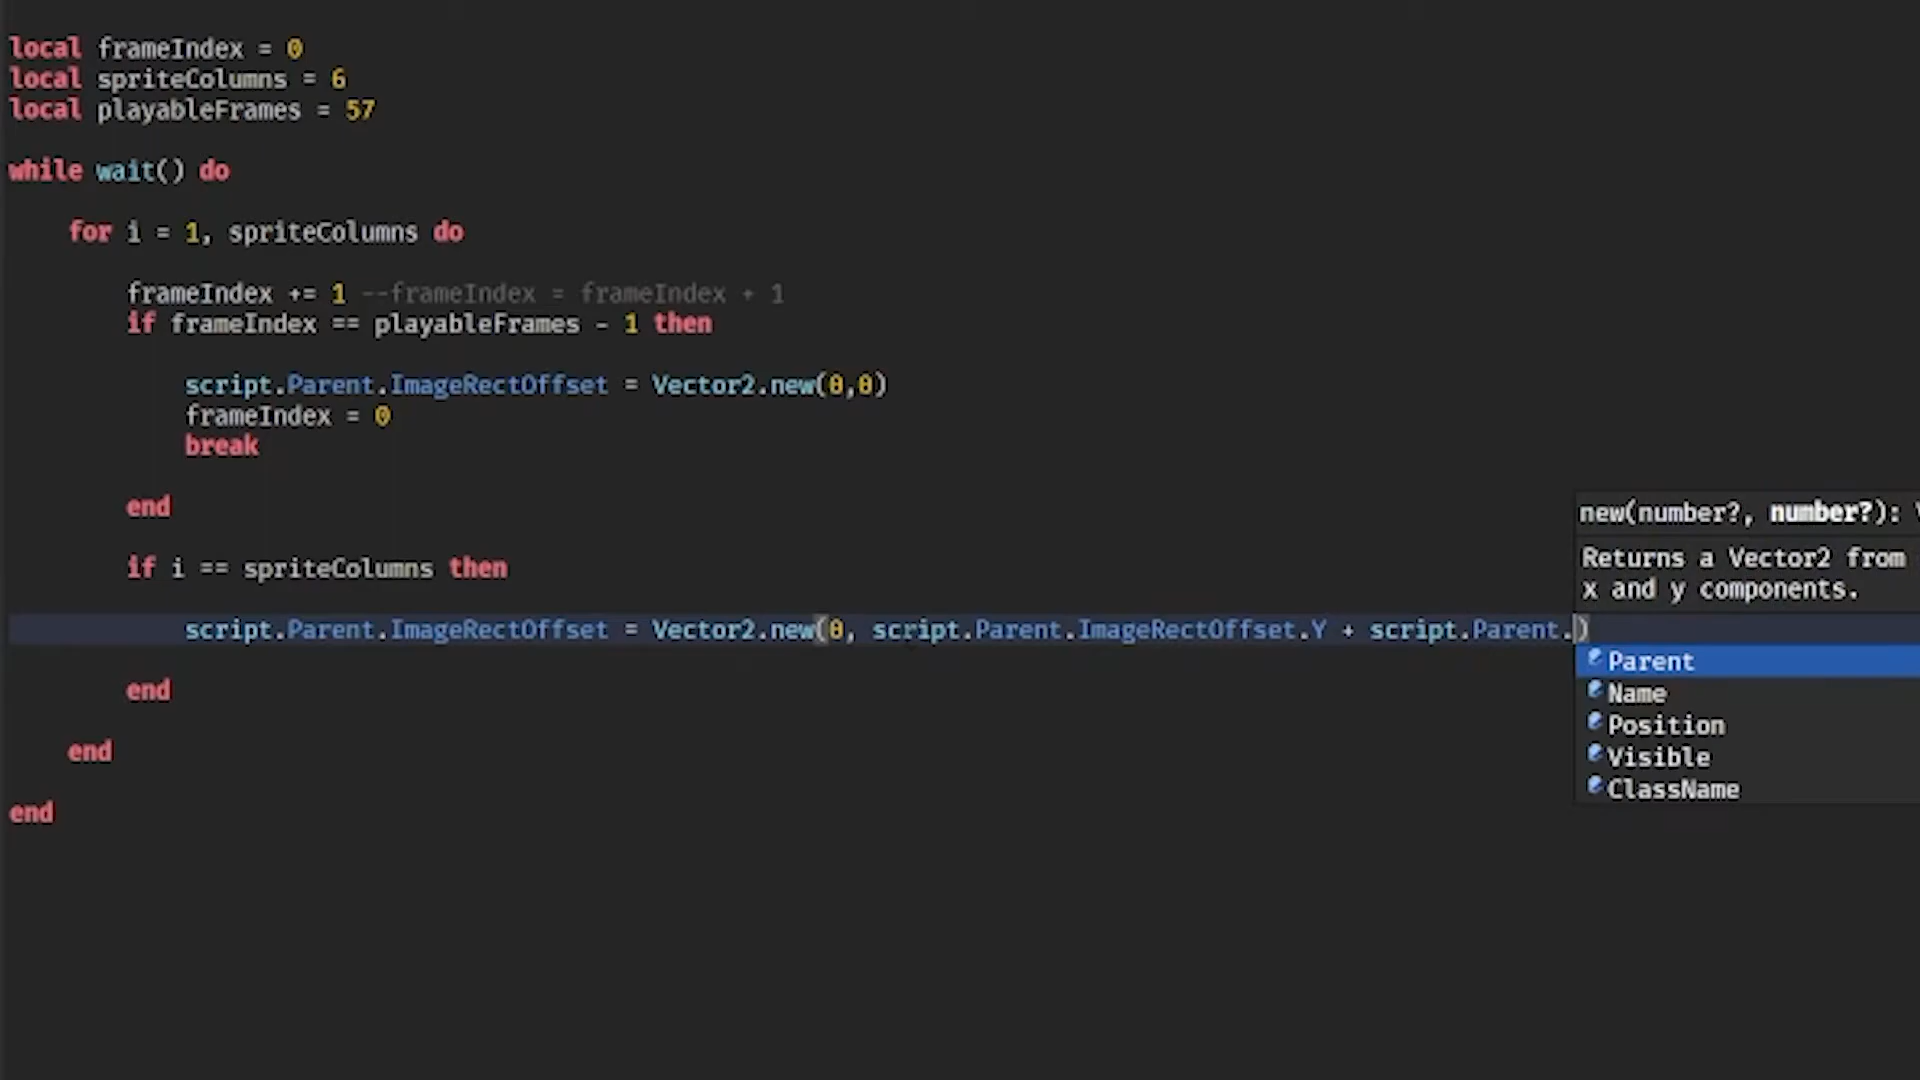 local frameIndex = 0
local spriteColumns = 6
local playableFrames = 57
while wait() do
for i = 1, spriteColumns do
frameIndex += 1 --frameIndex = frameIndex + 1
if frameIndex == playableFrames - 1 then
script.Parent.ImageRectOffset = Vector2.new(0,0)
frameIndex = 0
break
end
if i == spriteColumns then
script.Parent.ImageRectOffset = Vector2.new(0, script.Parent.ImageRectOffset.Y + script.Parent.)
end
end
end
new(number?, number?):
Returns a Vector2 from
x and y components.
Parent
Name
Position
Visible
ClassName